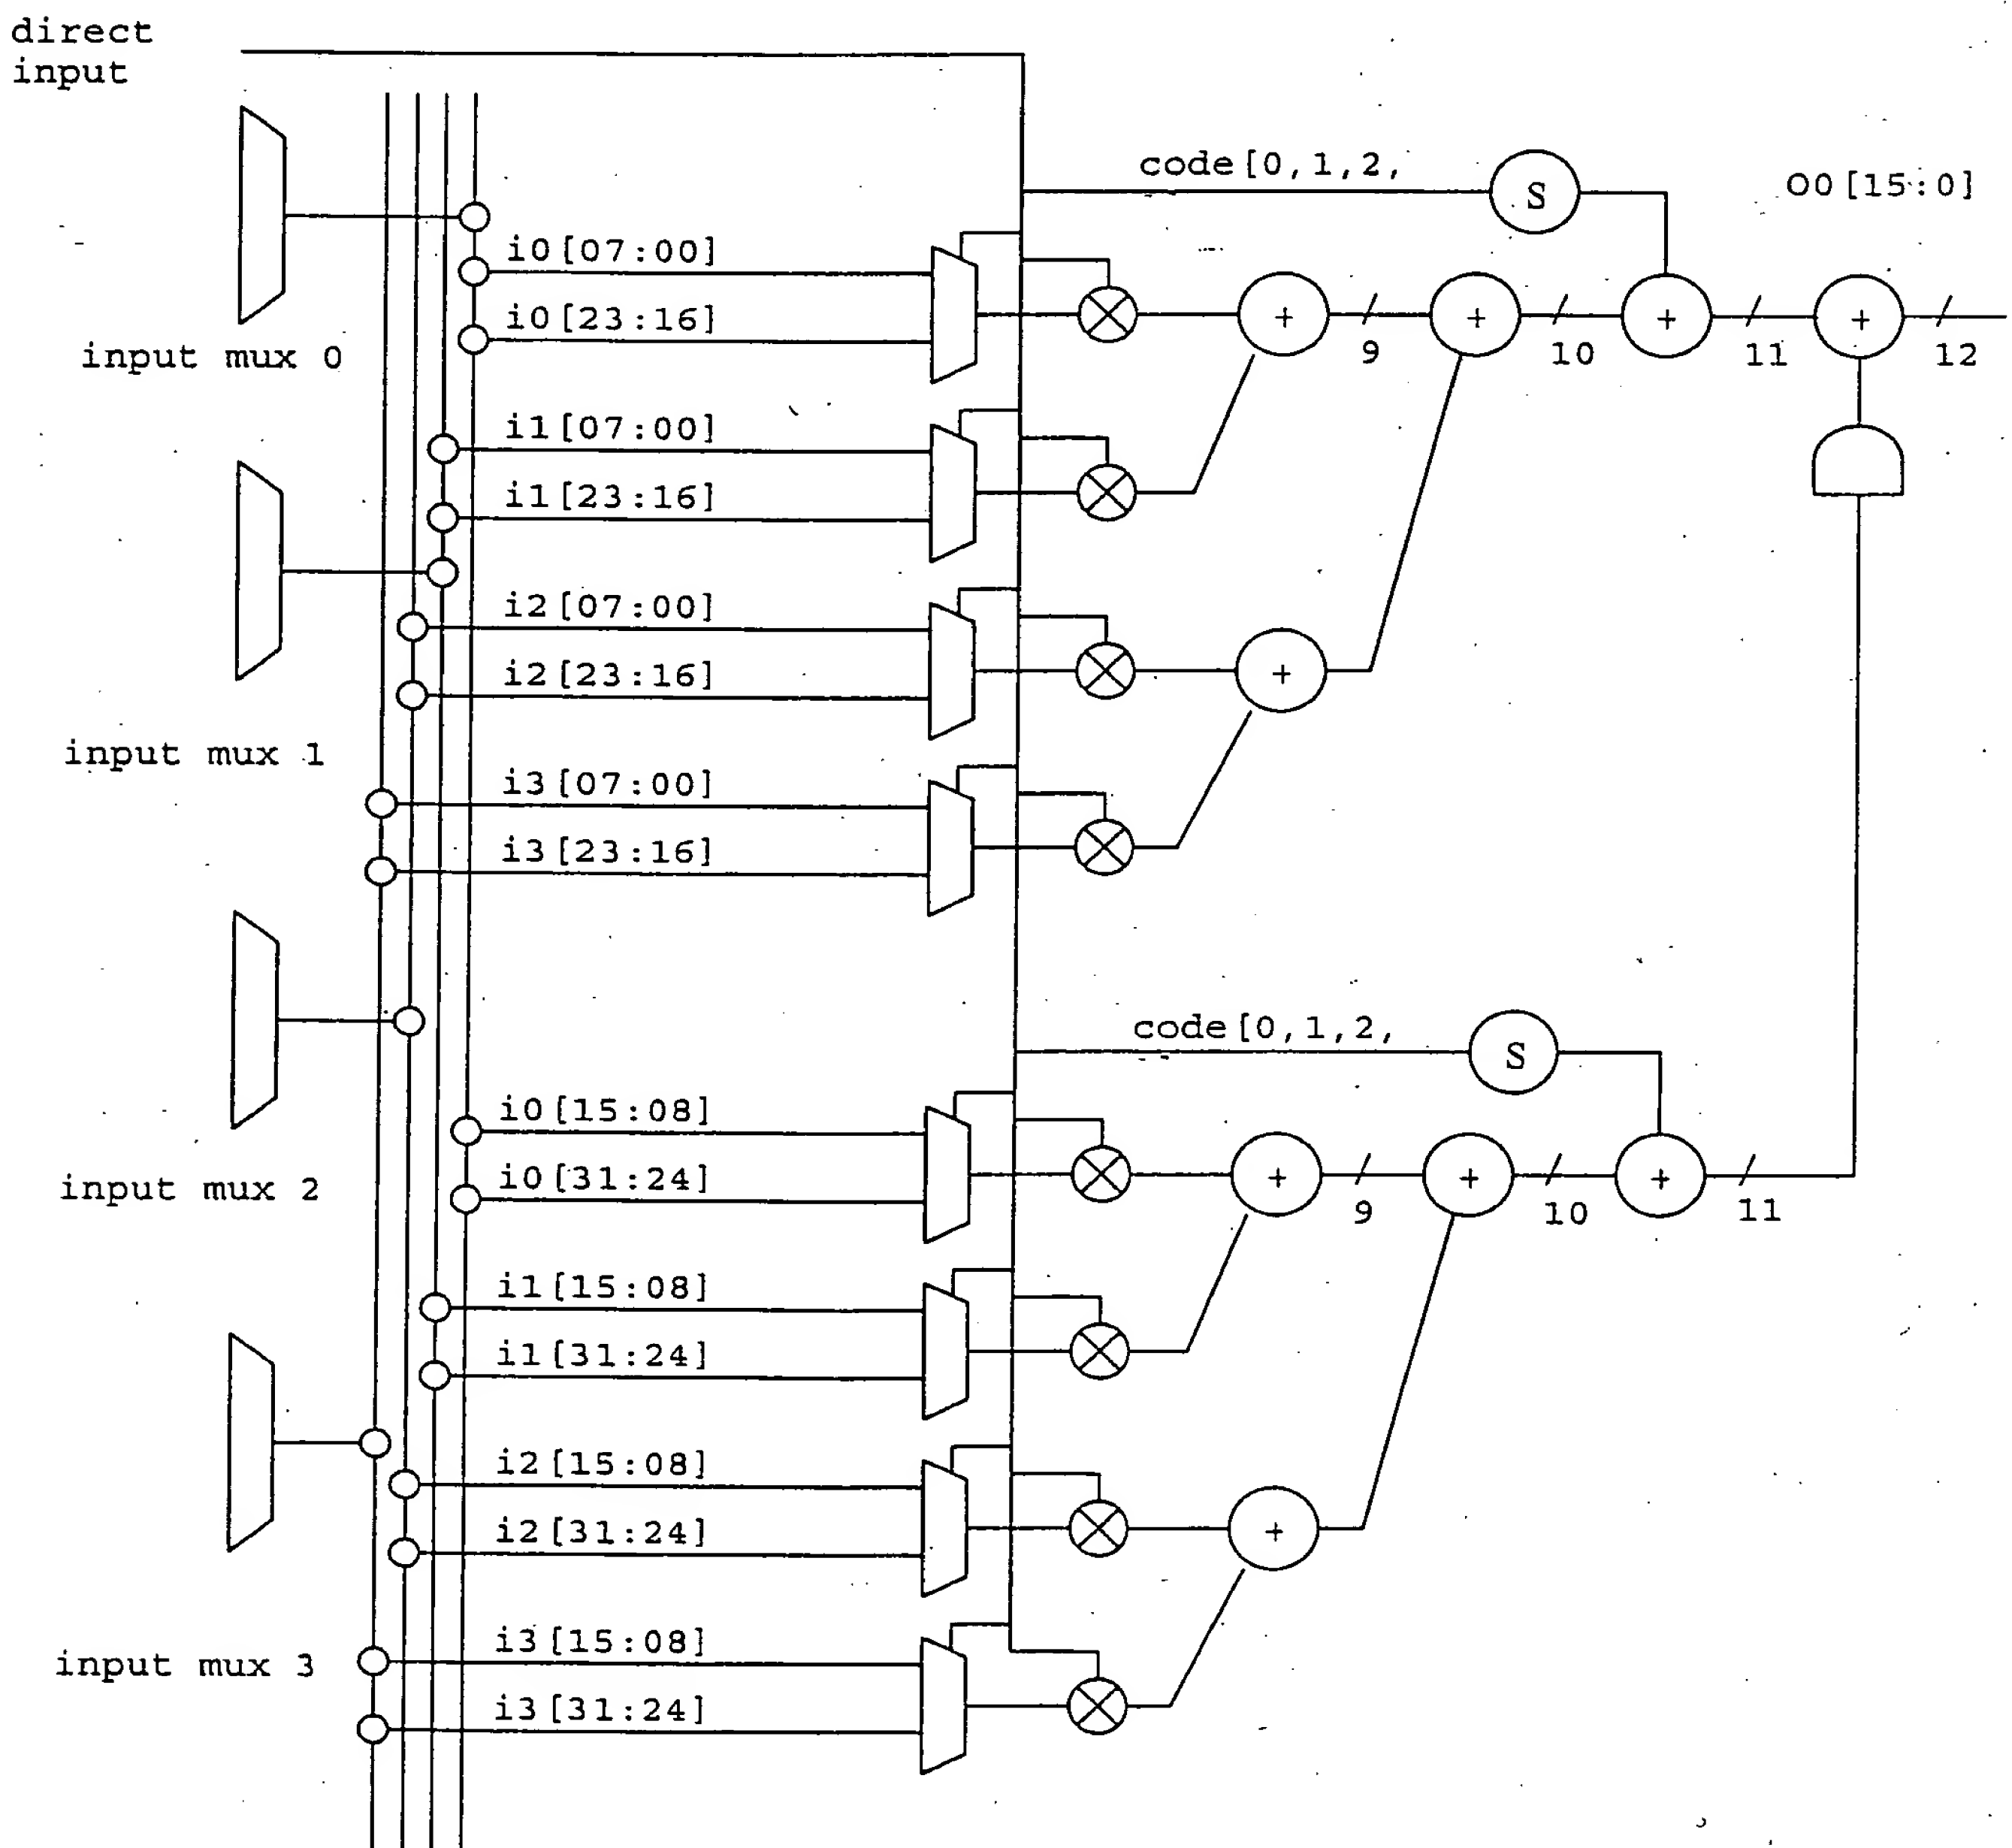 direct
input
code[0,1,2,
S
O0[15:0]
i0[07:00]
+
+
+
+
i0[23:16]
input mux 0
9
10
11
12
i1[07:00]
i1[23:16]
i2[07:00]
i2[23:16]
+
input mux 1
i3[07:00]
i3[23:16]
code[0,1,2,
S
i0[15:08]
i0[31:24]
+
+
+
input mux 2
9
10
11
i1[15:08]
i1[31:24]
i2[15:08]
i2[31:24]
+
i3[15:08]
input mux 3
i3[31:24]